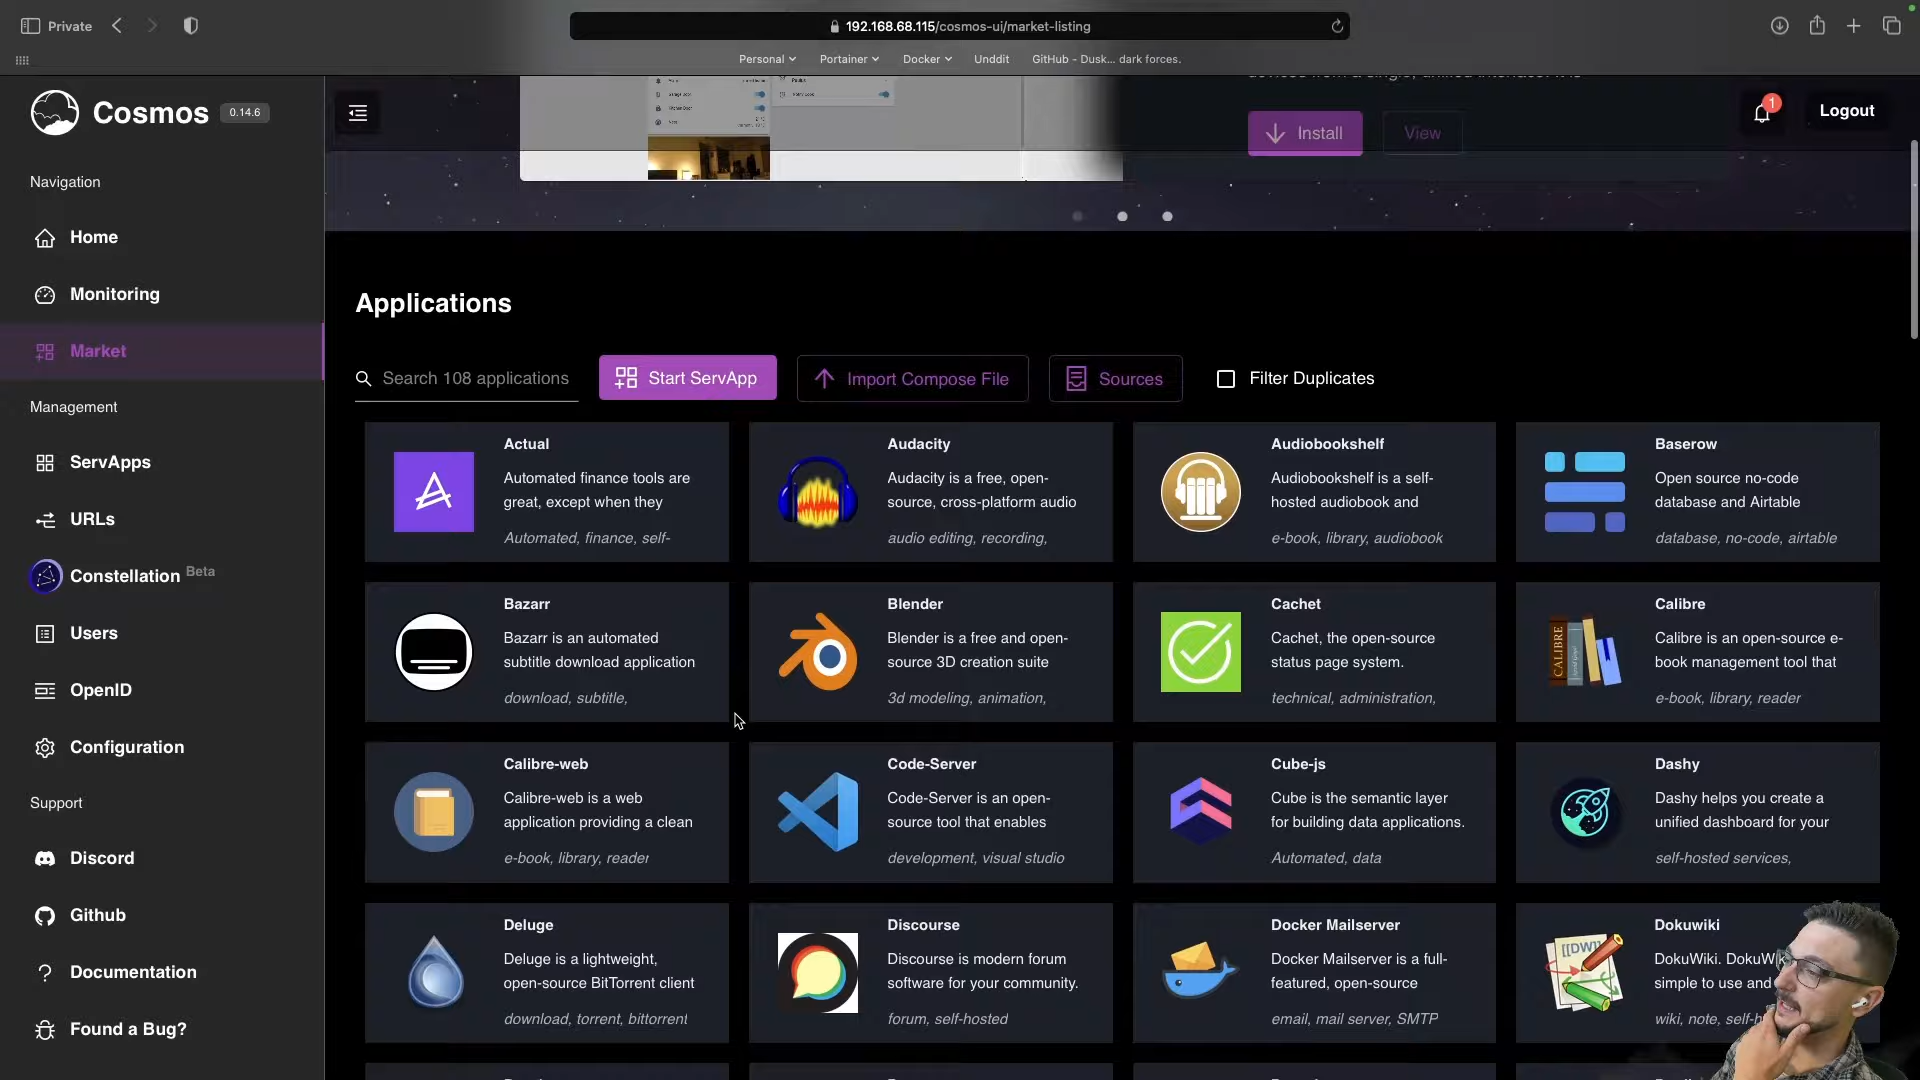 Private
192.168.68.115/cosmos-ui/market-listing
Personal
Portainer
Docker
Unddit
GitHub - Dusk... dark forces.
Cosmos
0.14.6
1
Logout
Install
View
Navigation
Home
Monitoring
Market
Management
ServApps
URLs
Constellation Beta
Users
OpenID
Configuration
Support
Discord
Github
Documentation
Found a Bug?
Applications
Search 108 applications
Start ServApp
Import Compose File
Sources
Filter Duplicates
Actual
Automated finance tools are
great, except when they
Automated, finance, self-
Audacity
Audacity is a free, open-
source, cross-platform audio
audio editing, recording,
Audiobookshelf
Audiobookshelf is a self-
hosted audiobook and
e-book, library, audiobook
Baserow
Open source no-code
database and Airtable
database, no-code, airtable
Bazarr
Bazarr is an automated
subtitle download application
download, subtitle,
Blender
Blender is a free and open-
source 3D creation suite
3d modeling, animation,
Cachet
Cachet, the open-source
status page system.
technical, administration,
CALIBRE
Calibre
Calibre is an open-source e-
book management tool that
e-book, library, reader
Calibre-web
Calibre-web is a web
application providing a clean
e-book, library, reader
Code-Server
Code-Server is an open-
source tool that enables
development, visual studio
Cube-js
Cube is the semantic layer
for building data applications.
Automated, data
Dashy
Dashy helps you create a
unified dashboard for your
self-hosted services,
Deluge
Deluge is a lightweight,
open-source BitTorrent client
download, torrent, bittorrent
Discourse
Discourse is modern forum
software for your community.
forum, self-hosted
Docker Mailserver
Docker Mailserver is a full-
featured, open-source
email, mail server, SMTP
[[DW]]
Dokuwiki
DokuWiki. DokuW
simple to use and
wiki, note, self-h